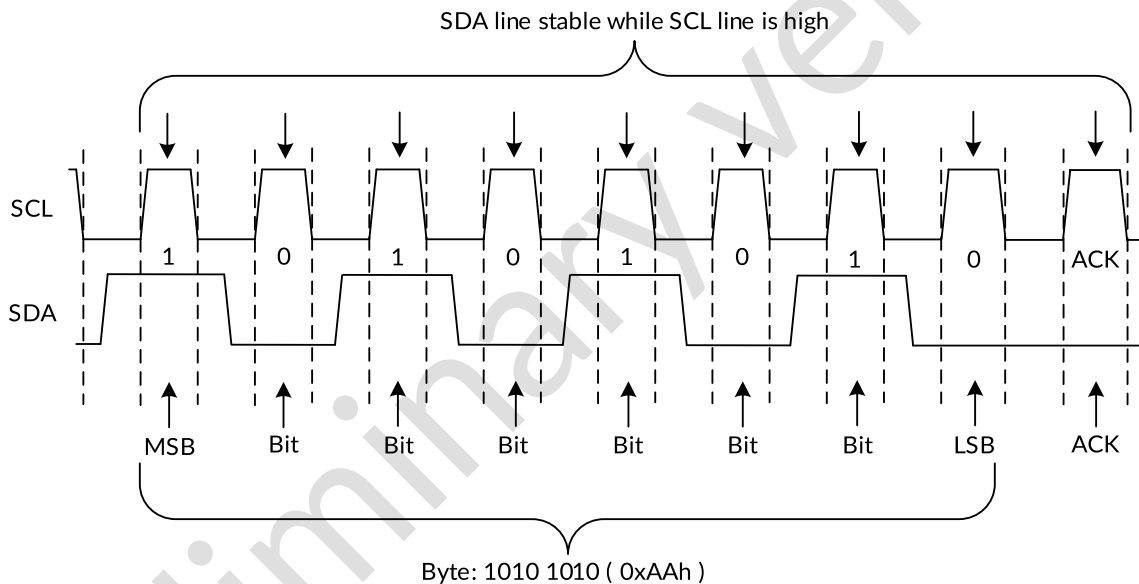 SDA line stable while SCL line is high
SCL
1 0 1 0 1 0 1 0 ACK
SDA
MSB Bit Bit Bit Bit Bit Bit LSB ACK
Byte: 1010 1010 ( 0xAAh )